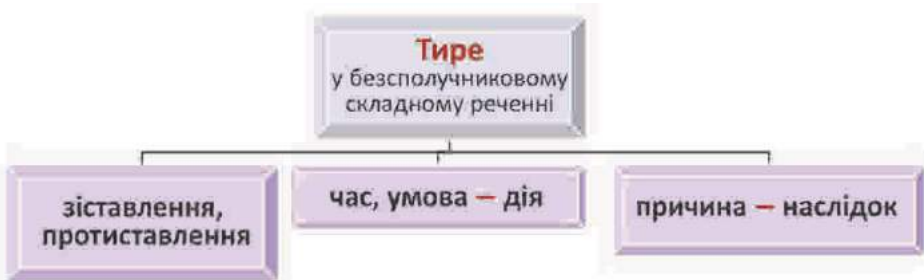 Тире
у безсполучниковому
складному реченні
зіставлення,
протиставлення
час, умова – дія
причина – наслідок